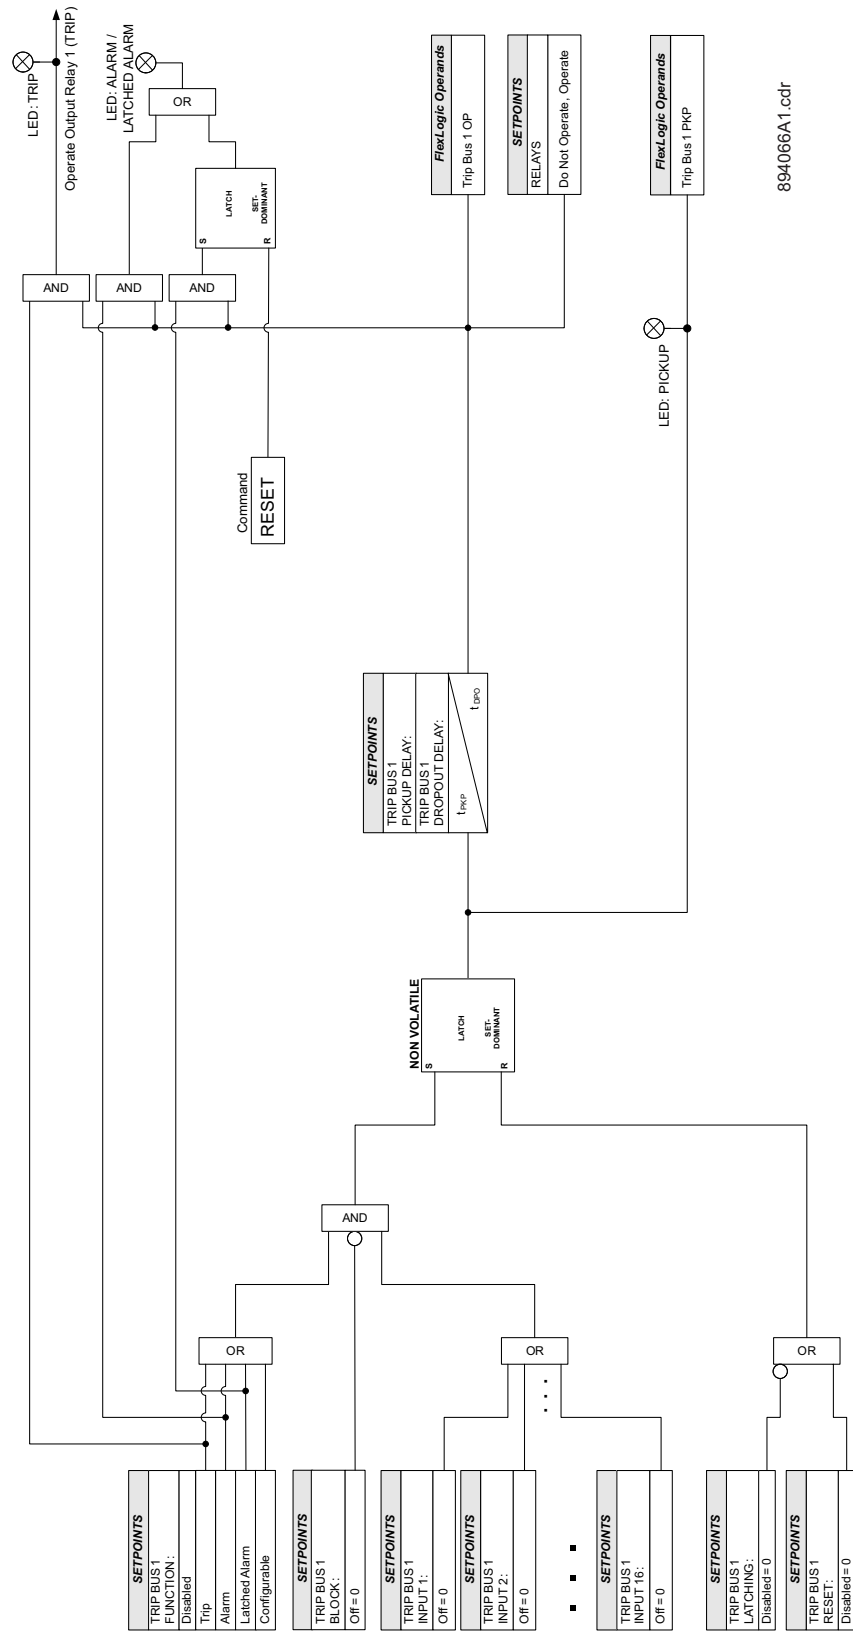 LED: TRIP
Operate Output Relay 1 (TRIP)
LED: ALARM /
LATCHED ALARM
OR
LATCH
SET-
DOMINANT
S
R
AND
AND
AND
Command
RESET
FlexLogic Operands
Trip Bus 1 OP
SETPOINTS
RELAYS
Do Not Operate, Operate
FlexLogic Operands
Trip Bus 1 PKP
LED: PICKUP
894066A1.cdr
SETPOINTS
TRIP BUS 1
PICKUP DELAY:
TRIP BUS 1
DROPOUT DELAY:
t PKP
t DPO
NON VOLATILE
S
LATCH
SET-
DOMINANT
R
AND
OR
OR
OR
SETPOINTS
TRIP BUS 1
FUNCTION :
Disabled
Trip
Alarm
Latched Alarm
Configurable
SETPOINTS
TRIP BUS 1
BLOCK :
Off = 0
SETPOINTS
TRIP BUS 1
INPUT 1:
Off = 0
SETPOINTS
TRIP BUS 1
INPUT 2:
Off = 0
SETPOINTS
TRIP BUS 1
INPUT 16:
Off = 0
SETPOINTS
TRIP BUS 1
LATCHING :
Disabled = 0
SETPOINTS
TRIP BUS 1
RESET :
Disabled = 0